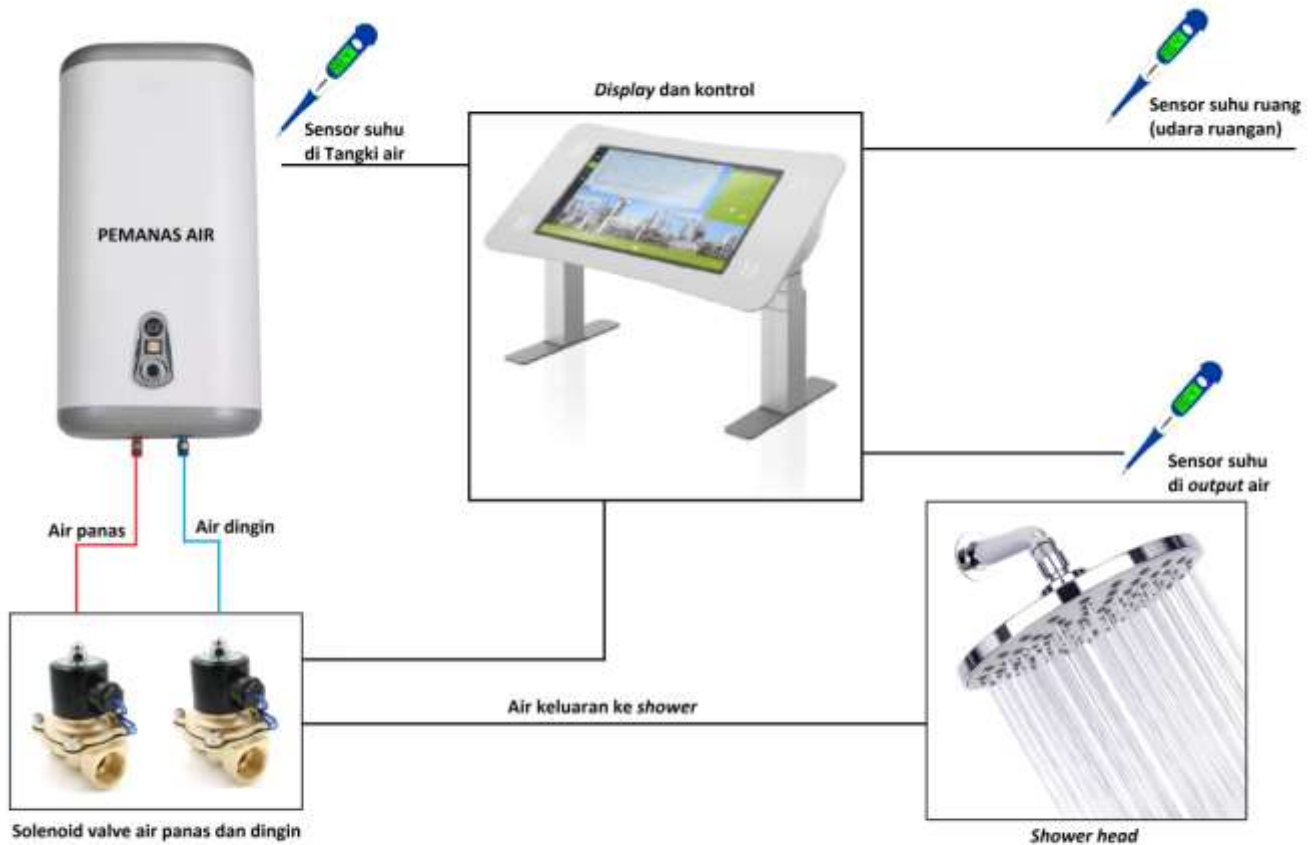 Display dan kontrol
Sensor suhu
di Tangki air
Sensor suhu ruang
(udara ruangan)
PEMANAS AIR
Sensor suhu
di output air
Air panas
Air dingin
Air keluaran ke shower
Solenoid valve air panas dan dingin
Shower head